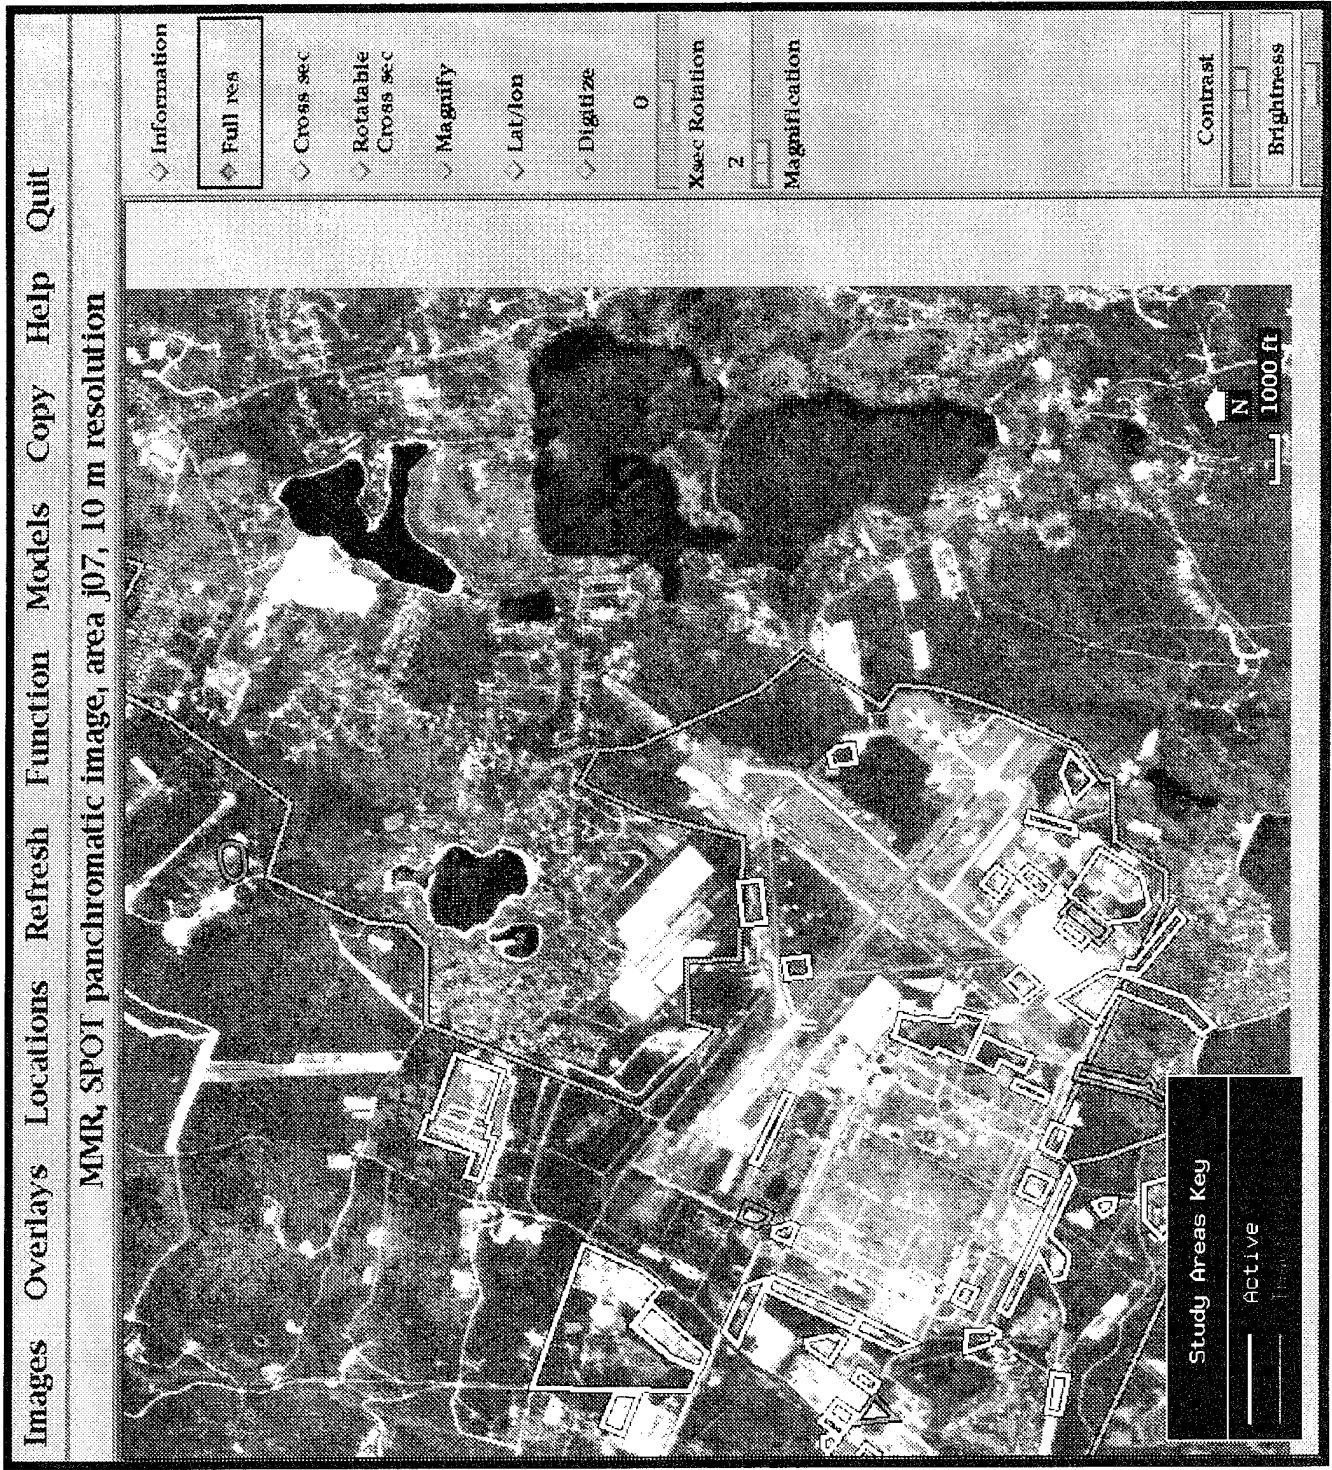 Images Overlays Locations Refresh Function Models Copy Help Quit
MMR, SPOT panchromatic image, area j07, 10 m resolution
Information
Full res
Cross sec
Rotatable
Cross sec
Magnify
Lat/lon
Digitize
0
Xsec Rotation
2
Magnification
Contrast
Brightness
N
1000 ft
Study Areas Key
Active